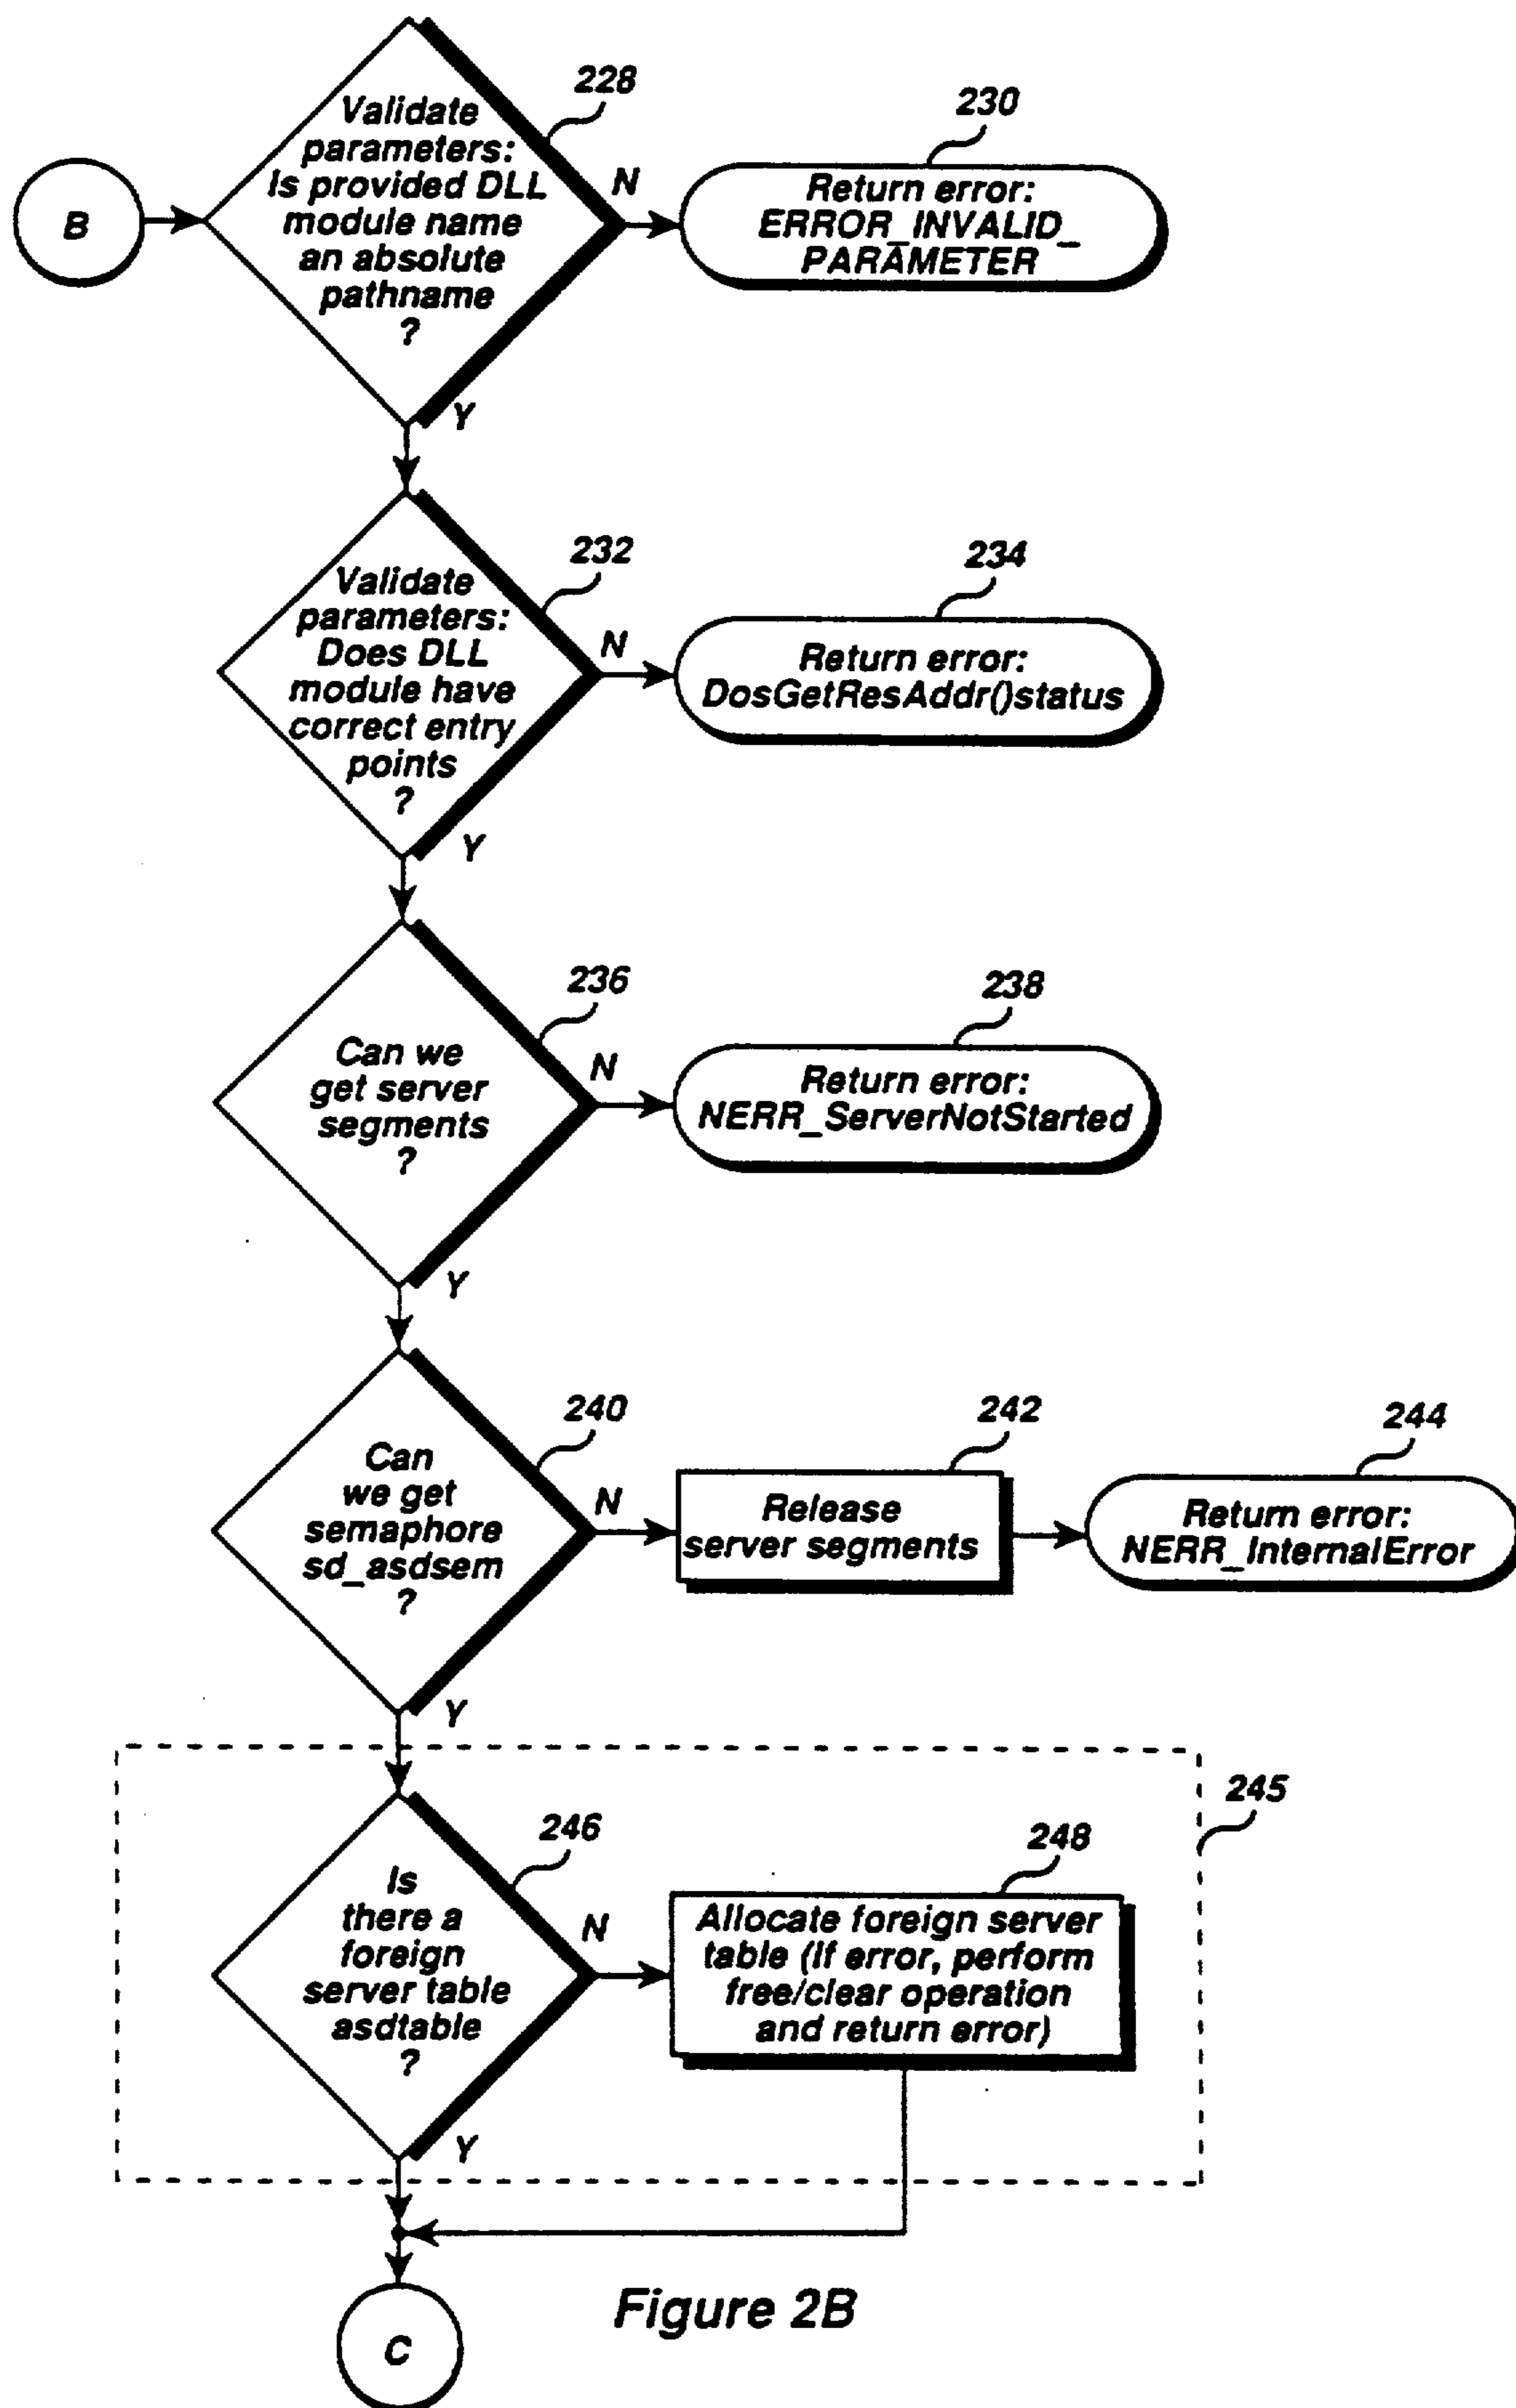 228
230
Validate
parameters:
Is provided DLL
module name
an absolute
pathname
?
B
N
Return error:
ERROR_INVALID_
PARAMETER
Y
232
234
Validate
parameters:
Does DLL
module have
correct entry
points
?
N
Return error:
DosGetResAddr()status
Y
236
238
Can we
get server
segments
?
N
Return error:
NERR_ServerNotStarted
Y
240
242
244
Can
we get
semaphore
sd_asdsem
?
N
Release
server segments
Return error:
NERR_InternalError
Y
245
246
248
Is
there a
foreign
server table
asdtable
?
N
Allocate foreign server
table (if error, perform
free/clear operation
and return error)
Y
Figure 2B
C